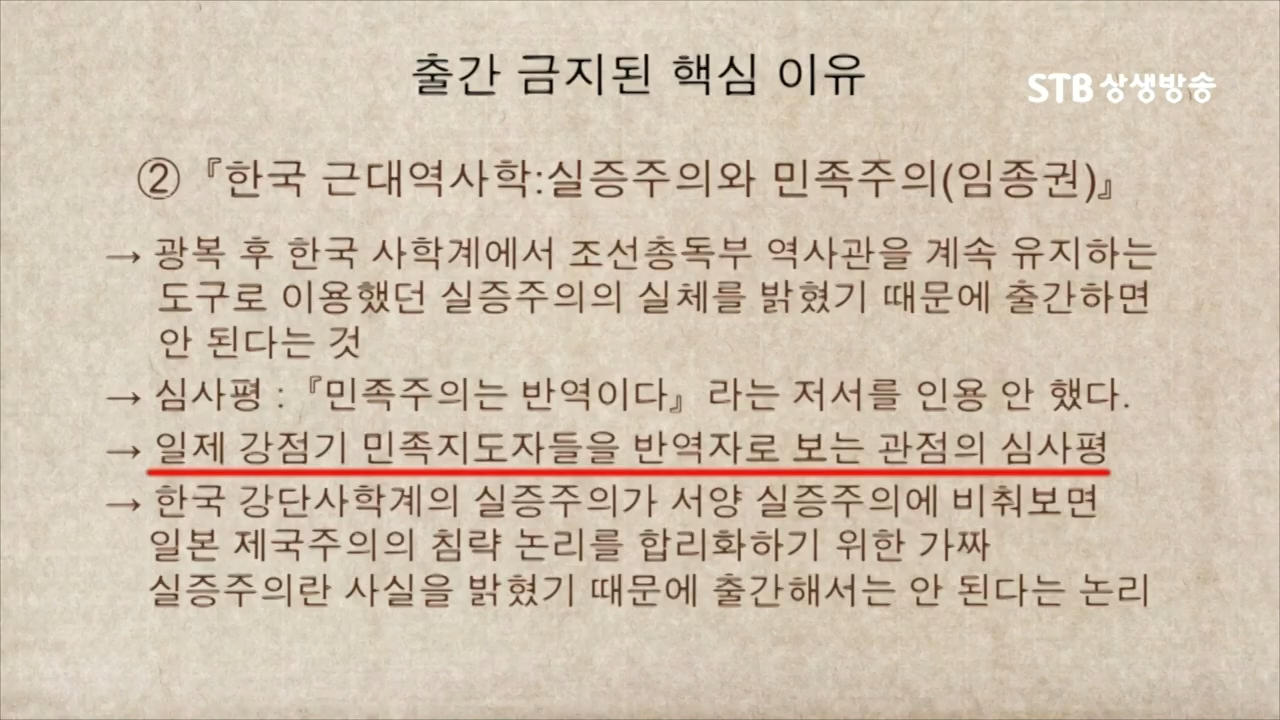 출간 금지된 핵심 이유
STB 상생방송
② 『한국 근대역사학:실증주의와 민족주의(임종권)』
→ 광복 후 한국 사학계에서 조선총독부 역사관을 계속 유지하는
도구로 이용했던 실증주의의 실체를 밝혔기 때문에 출간하면
안 된다는 것
→ 심사평 : 『민족주의는 반역이다』 라는 저서를 인용 안 했다.
→ 일제 강점기 민족지도자들을 반역자로 보는 관점의 심사평
→ 한국 강단사학계의 실증주의가 서양 실증주의에 비춰보면
일본 제국주의의 침략 논리를 합리화하기 위한 가짜
실증주의란 사실을 밝혔기 때문에 출간해서는 안 된다는 논리